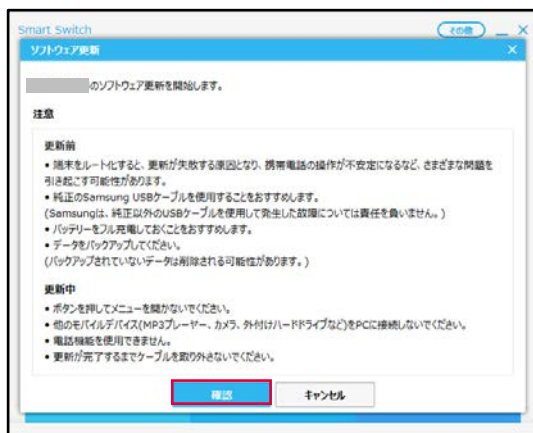 Smart Switch
その他
ソフトウェア更新
のソフトウェア更新を開始します。
注意
更新前
• 端末をルート化すると、更新が失敗する原因となり、携帯電話の操作が不安定になるなど、さまざまな問題を
引き起こす可能性があります。
• 純正のSamsung USBケーブルを使用することをおすすめします。
(Samsungは、純正以外のUSBケーブルを使用して発生した故障については責任を負いません。)
• バッテリーをフル充電しておくことをおすすめします。
• データをバックアップしてください。
(バックアップされていないデータは削除される可能性があります。)
更新中
• ボタンを押してメニューを開かないでください。
• 他のモバイルデバイス(MP3プレーヤー、カメラ、外付けハードドライブなど)をPCに接続しないでください。
• 電話機能を使用できません。
• 更新が完了するまでケーブルを取り外さないでください。
確認
キャンセル